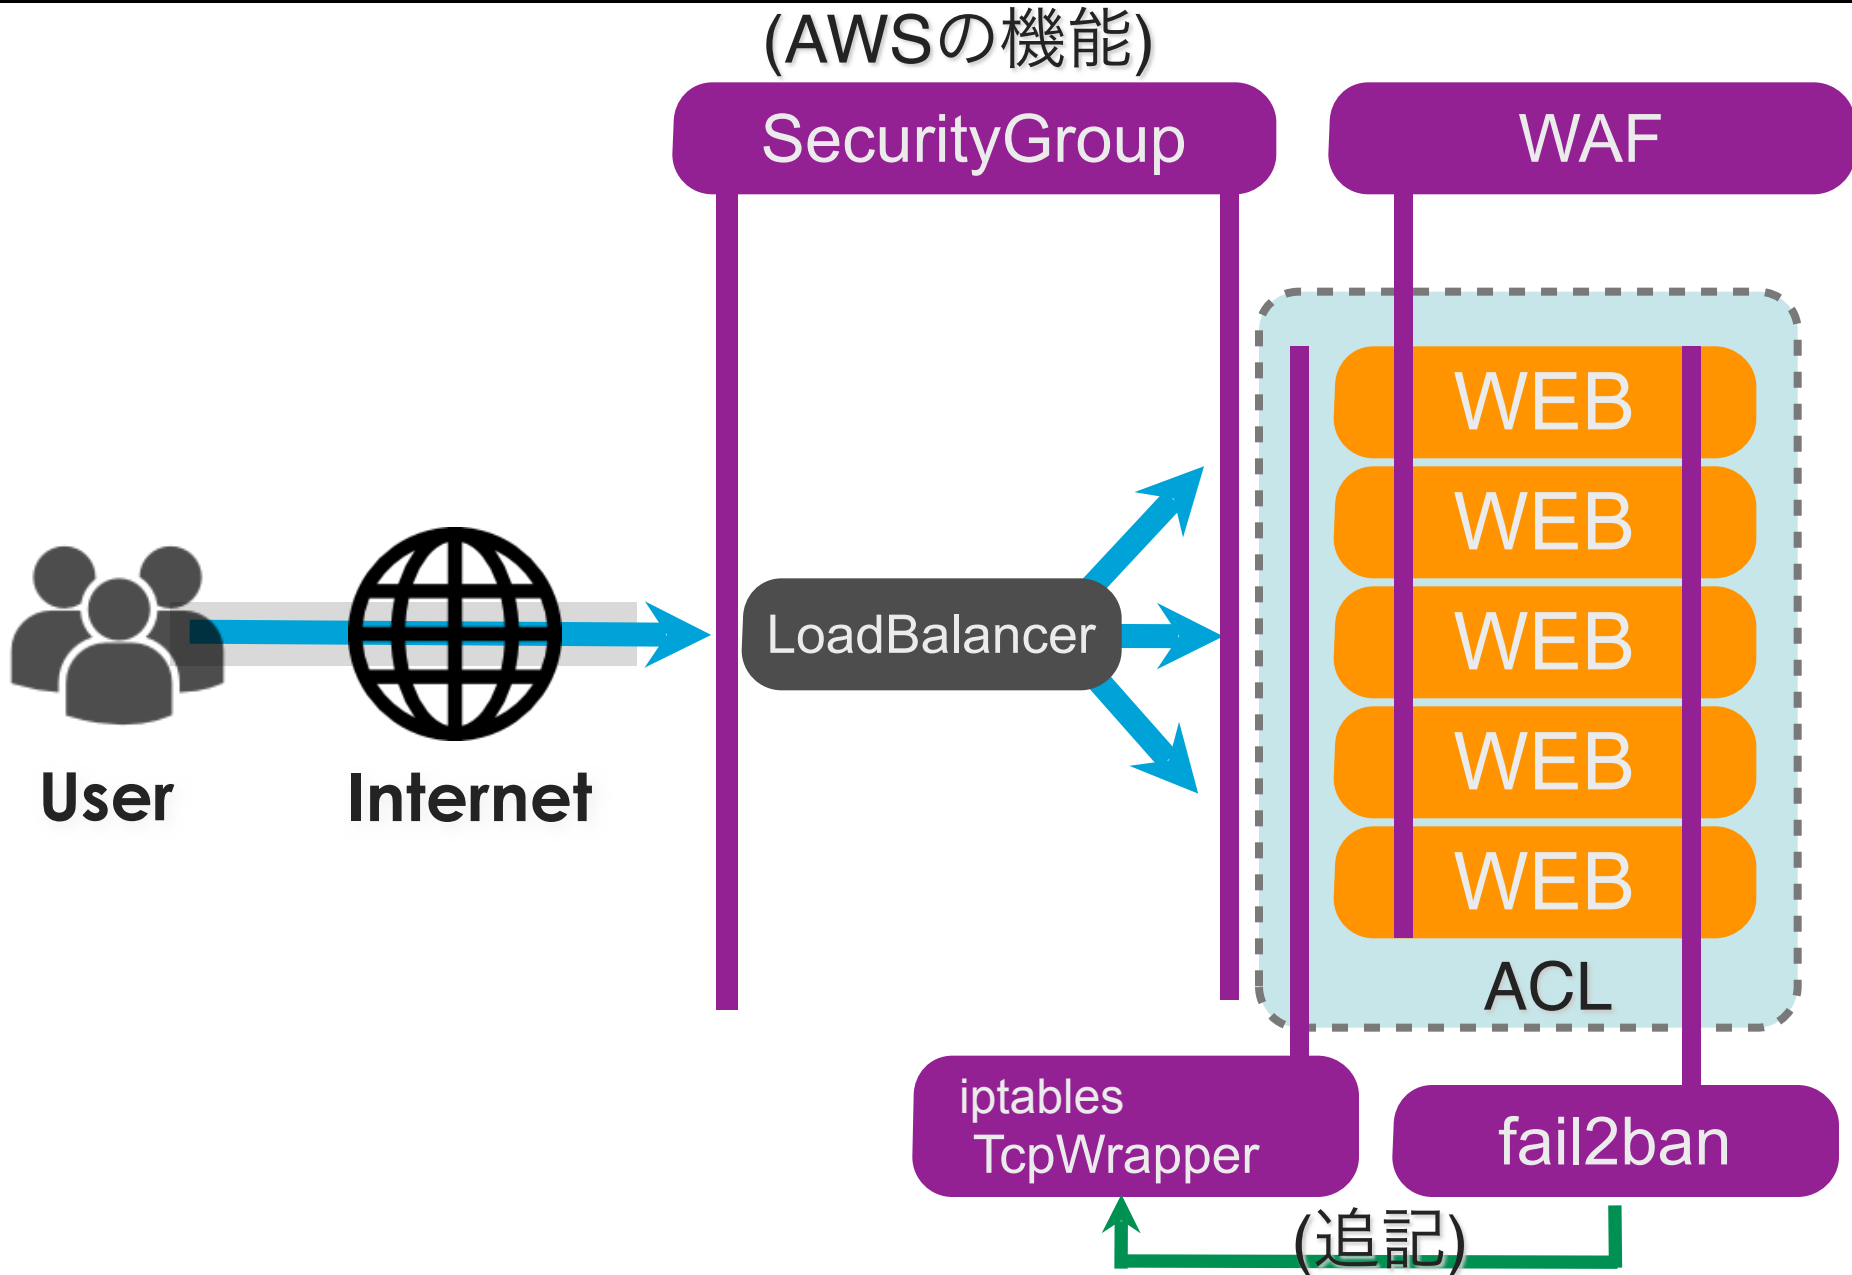 (AWSの機能)
SecurityGroup
WAF
WEB
WEB
WEB
WEB
WEB
LoadBalancer
User
Internet
ACL
iptables
TcpWrapper
fail2ban
(追記)